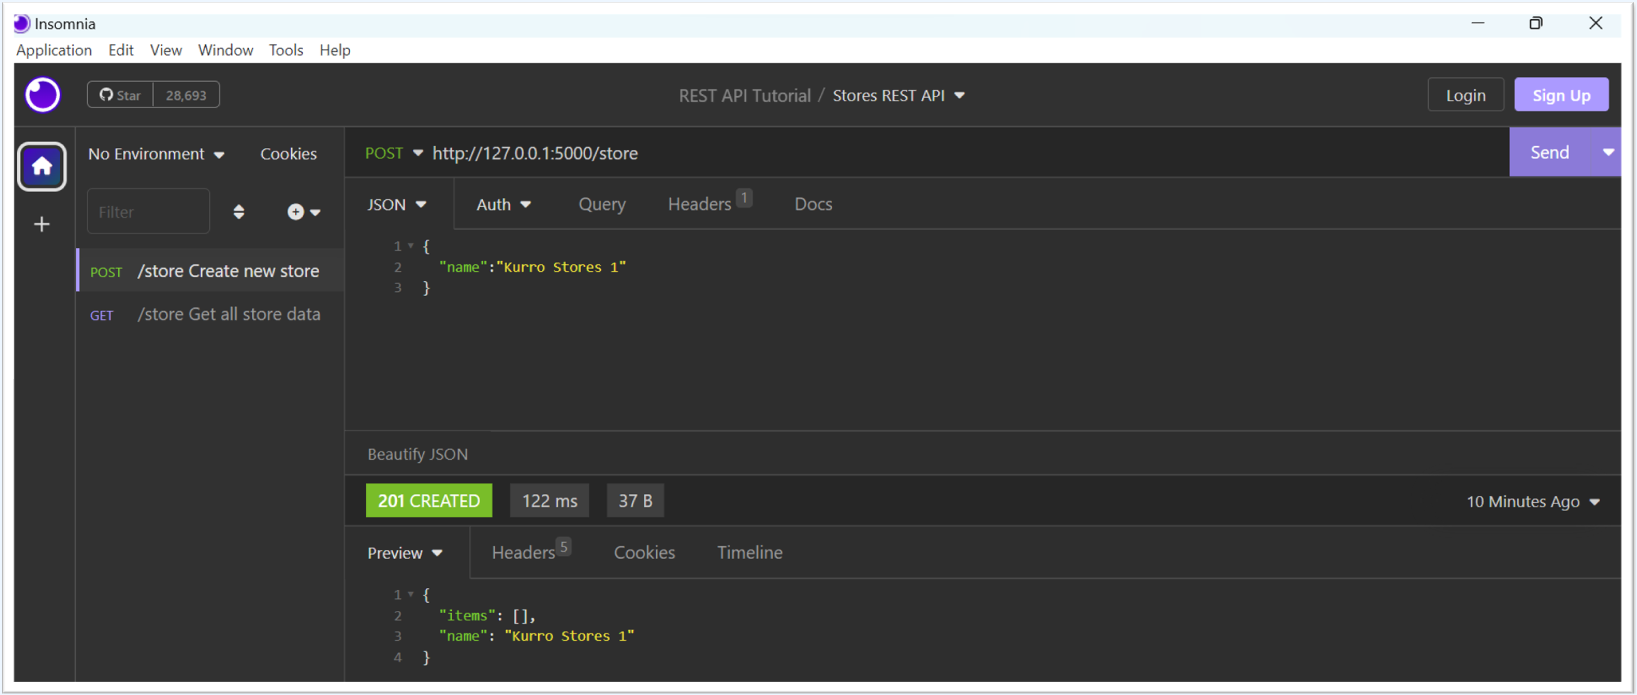 Insomnia
Application Edit View Window Tools Help
Star 28,693 REST API Tutorial / Stores REST API Login Sign Up
No Environment Cookies POST http://127.0.0.1:5000/store Send
Filter JSON Auth Query Headers 1 Docs
1 {
2 "name":"Kurro Stores 1"
3 }
POST /store Create new store
GET /store Get all store data
Beautify JSON
201 CREATED 122 ms 37 B 10 Minutes Ago
Preview Headers 5 Cookies Timeline
1 {
2 "items": [],
3 "name": "Kurro Stores 1"
4 }